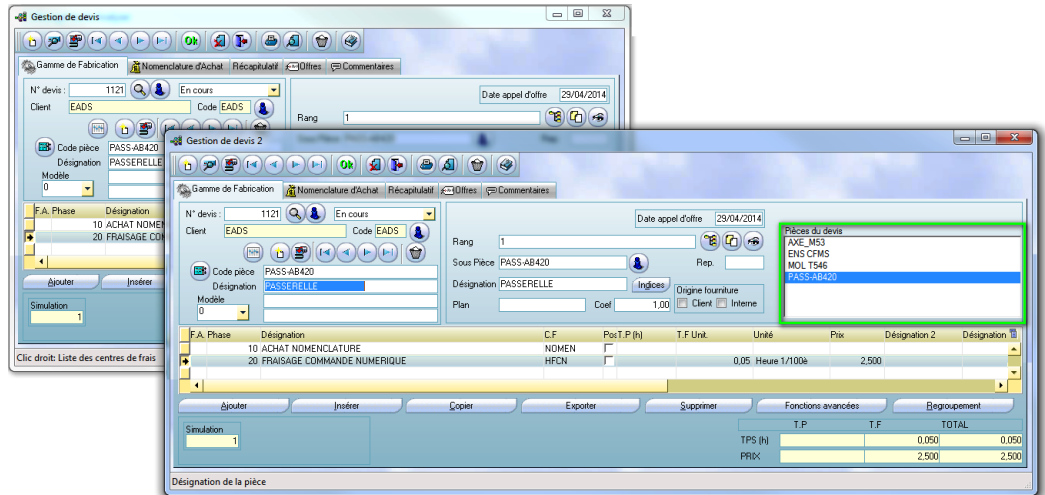 Gestion de devis
Ok
Gamme de Fabrication Nomenclature d'Achat Récapitulatif Offres Commentaires
N° devis : 1121 En cours
Date appel d'offre 29/04/2014
Client EADS Code EADS
Rang 1
Code pièce PASS-AB420
Désignation PASSERELLE
Modèle
0
F.A. Phase Désignation
10 ACHAT NOMEN
20 FRAISAGE COM
Ajouter Insérer
Simulation
1
Clic droit: Liste des centres de frais
Gestion de devis 2
Ok
Gamme de Fabrication Nomenclature d'Achat Récapitulatif Offres Commentaires
N° devis : 1121 En cours
Date appel d'offre 29/04/2014
Client EADS Code EADS
Rang 1
Code pièce PASS-AB420
Sous Pièce PASS-AB420 Rep.
Désignation PASSERELLE
Désignation PASSERELLE Indices
Origine fourniture
Modèle
0
Plan Coef 1,00 Client Interne
Pièces du devis
AXE_M53
ENS CFMS
MOL T546
PASS-AB420
F.A. Phase Désignation C.F Pos T.P (h) T.F Unit. Unité Prix Désignation 2 Désignation
10 ACHAT NOMENCLATURE NOMEN
20 FRAISAGE COMMANDE NUMERIQUE HFCN 0,05 Heure 1/100è 2,500
Ajouter Insérer Copier Exporter Supprimer Fonctions avancées Regroupement
Simulation
1
T.P T.F TOTAL
TPS (h) 0,050 0,050
PRIX 2,500 2,500
Désignation de la pièce